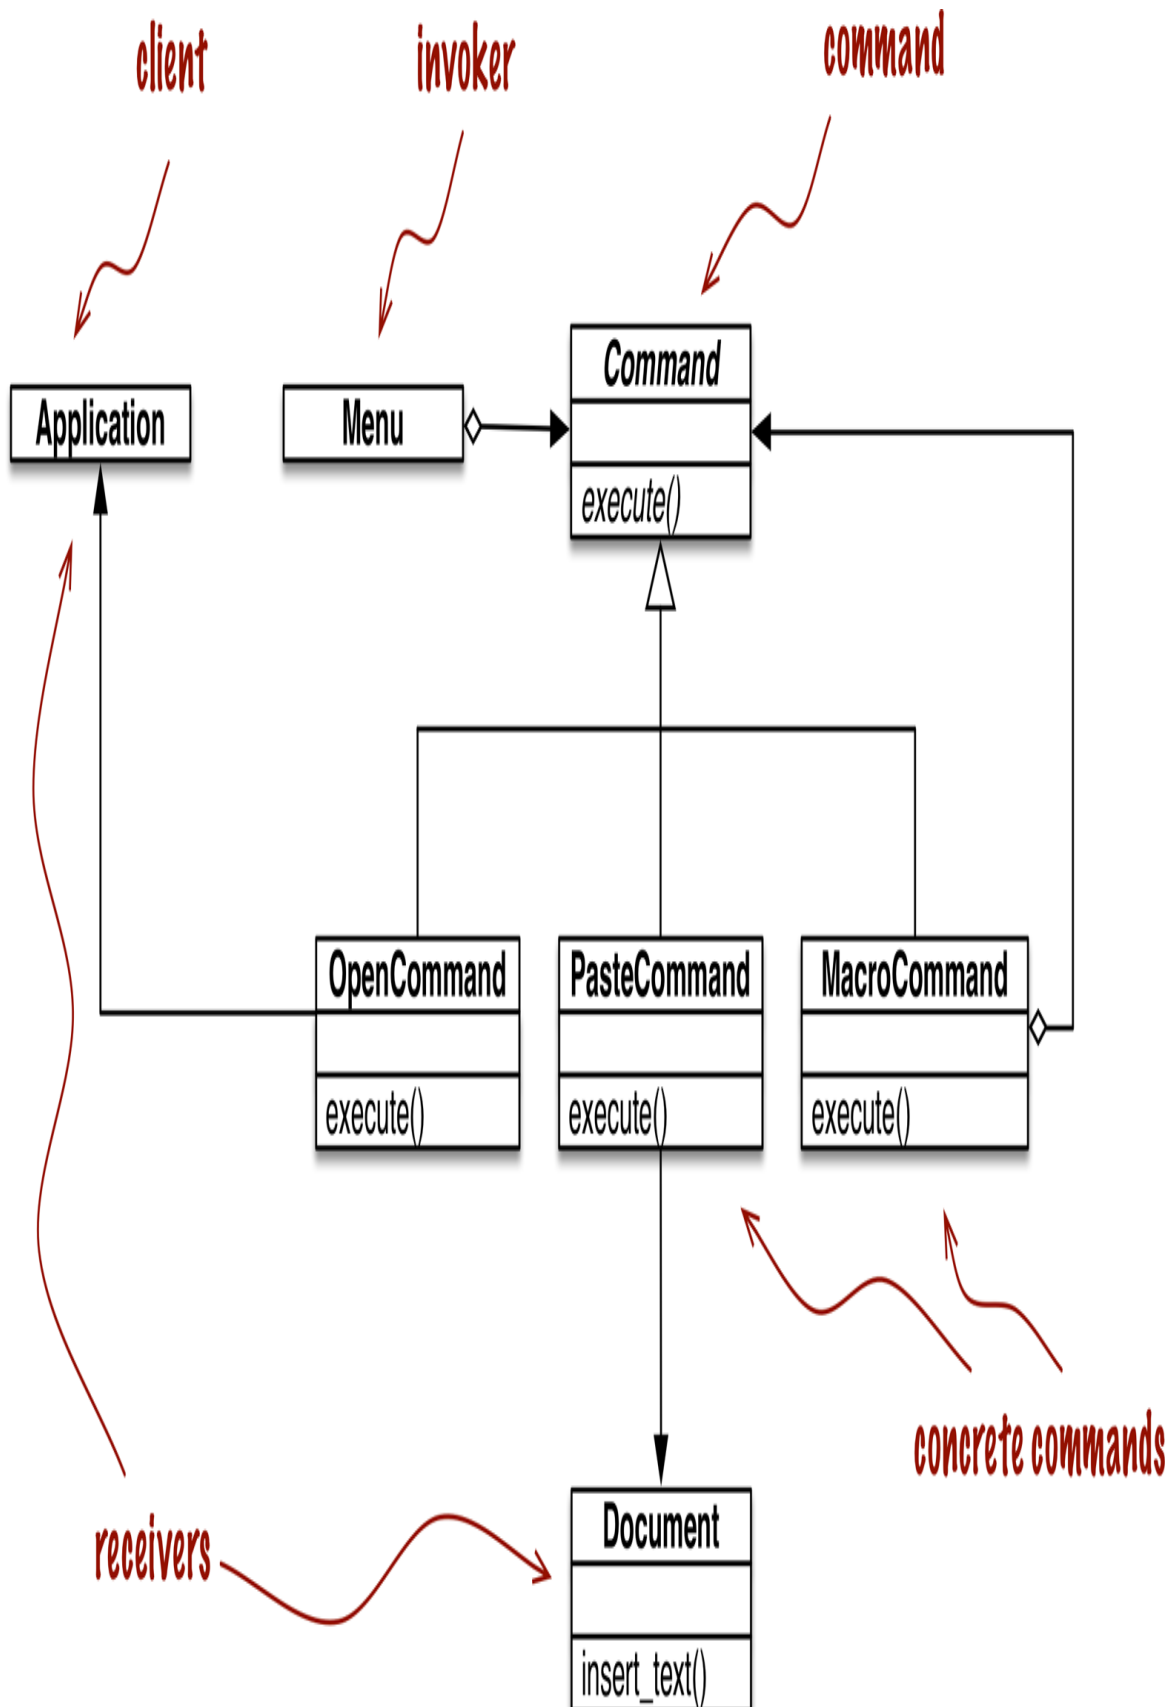 client
invoker
command
Application
Menu
Command
execute()
OpenCommand
PasteCommand
MacroCommand
execute()
execute()
execute()
concrete commands
receivers
Document
insert_text()